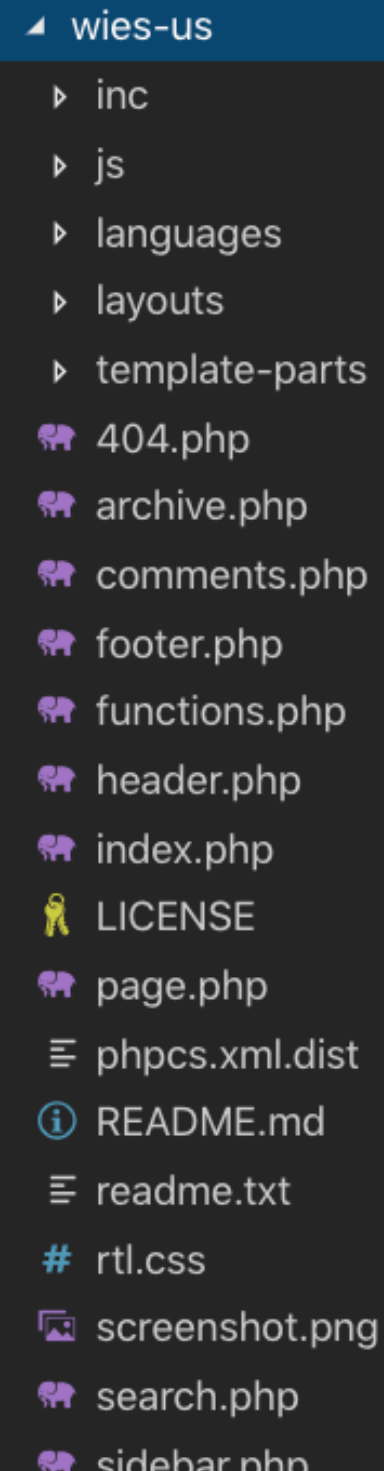 wies-us
inc
js
languages
layouts
template-parts
404.php
archive.php
comments.php
footer.php
functions.php
header.php
index.php
LICENSE
page.php
phpcs.xml.dist
README.md
readme.txt
rtl.css
screenshot.png
search.php
sidebar.php